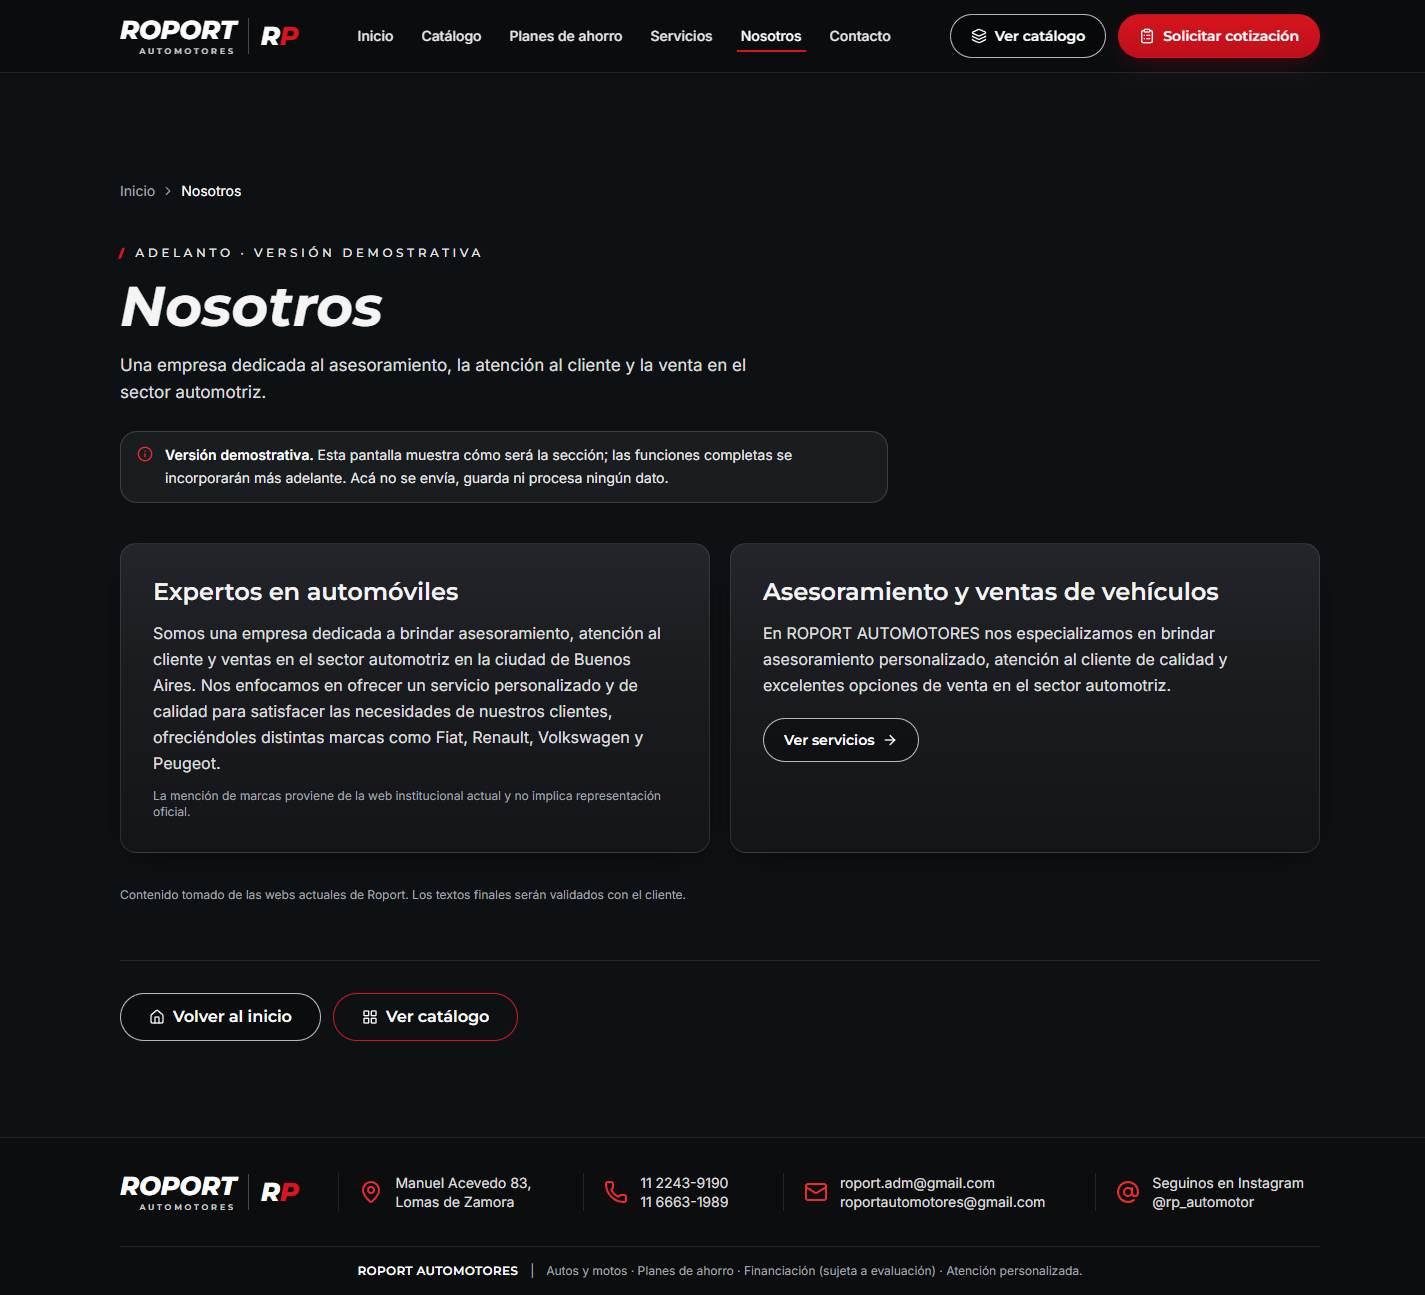 ROPORT
AUTOMOTORES
RP
Inicio
Catálogo
Planes de ahorro
Servicios
Nosotros
Contacto
Ver catálogo
Solicitar cotización
Inicio > Nosotros
/ ADELANTO · VERSIÓN DEMOSTRATIVA
Nosotros
Una empresa dedicada al asesoramiento, la atención al cliente y la venta en el
sector automotriz.
Versión demostrativa. Esta pantalla muestra cómo será la sección; las funciones completas se
incorporarán más adelante. Acá no se envía, guarda ni procesa ningún dato.
Expertos en automóviles
Somos una empresa dedicada a brindar asesoramiento, atención al
cliente y ventas en el sector automotriz en la ciudad de Buenos
Aires. Nos enfocamos en ofrecer un servicio personalizado y de
calidad para satisfacer las necesidades de nuestros clientes,
ofreciéndoles distintas marcas como Fiat, Renault, Volkswagen y
Peugeot.
La mención de marcas proviene de la web institucional actual y no implica representación
oficial.
Asesoramiento y ventas de vehículos
En ROPORT AUTOMOTORES nos especializamos en brindar
asesoramiento personalizado, atención al cliente de calidad y
excelentes opciones de venta en el sector automotriz.
Ver servicios →
Contenido tomado de las webs actuales de Roport. Los textos finales serán validados con el cliente.
Volver al inicio
Ver catálogo
ROPORT
AUTOMOTORES
RP
Manuel Acevedo 83,
Lomas de Zamora
11 2243-9190
11 6663-1989
roport.adm@gmail.com
roportautomotores@gmail.com
Seguinos en Instagram
@rp_automotor
ROPORT AUTOMOTORES | Autos y motos · Planes de ahorro · Financiación (sujeta a evaluación) · Atención personalizada.